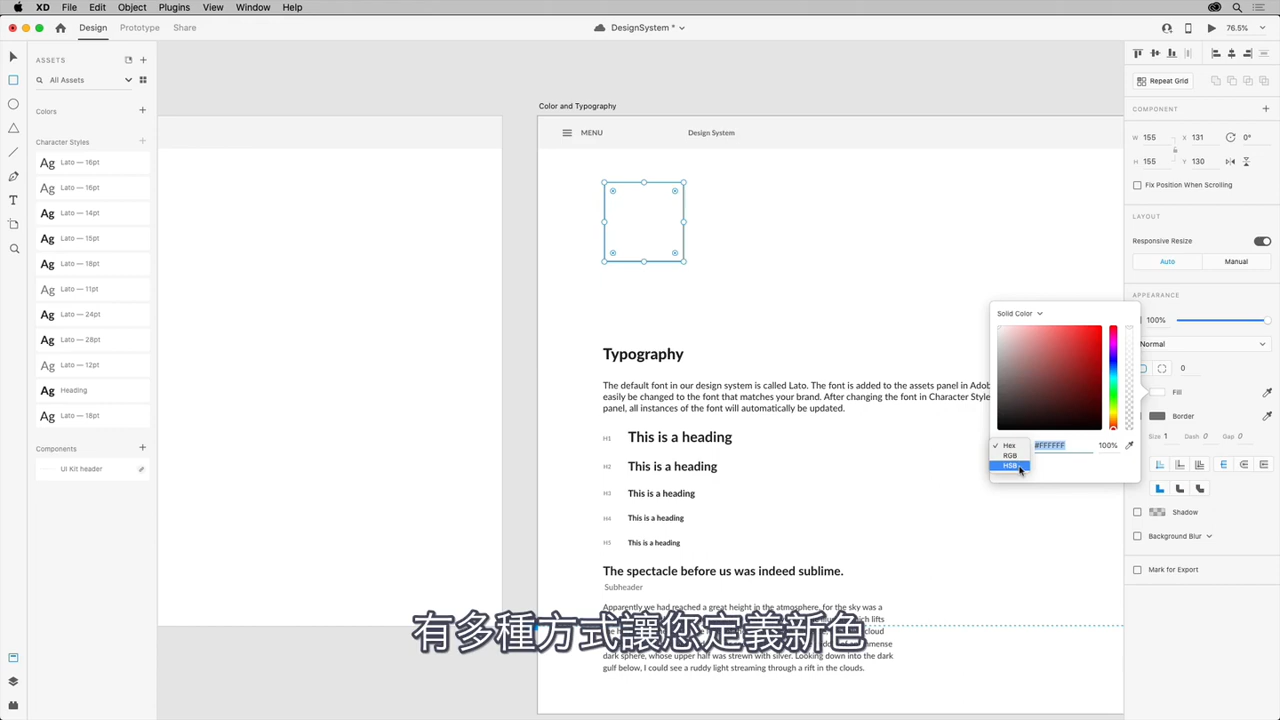 XD File Edit Object Plugins View Window Help
Design Prototype Share
DesignSystem *
76.5%
ASSETS
All Assets
Colors
Character Styles
Ag Lato — 16pt
Ag Lato — 16pt
Ag Lato — 14pt
Ag Lato — 15pt
Ag Lato — 16pt
Ag Lato — 11pt
Ag Lato — 24pt
Ag Lato — 28pt
Ag Lato — 12pt
Ag Heading
Ag Lato — 18pt
Components
UI Kit header
Color and Typography
MENU
Design System
Typography
The default font in our design system is called Lato. The font is added to the assets panel in Adob
easily be changed to the font that matches your brand. After changing the font in Character Style
panel, all instances of the font will automatically be updated.
H1 This is a heading
H2 This is a heading
H3 This is a heading
H4 This is a heading
H5 This is a heading
The spectacle before us was indeed sublime.
Subheader
Apparently we had reached a great height in the atmosphere, for the sky was a
lifts
cloud
mense
dark sphere, whose upper half was strewn with silver. Looking down into the dark
gulf below, I could see a ruddy light streaming through a rift in the clouds.
有多種方式讓您定義新色
Solid Color
Hex
RGB
HSB
#FFFFFF
100%
Repeat Grid
COMPONENT
W 155 X 131 0°
H 155 Y 130
Fix Position When Scrolling
LAYOUT
Responsive Resize
Auto Manual
APPEARANCE
100%
Normal
0
Fill
Border
Size 1 Dash 0 Gap 0
Shadow
Background Blur
Mark for Export